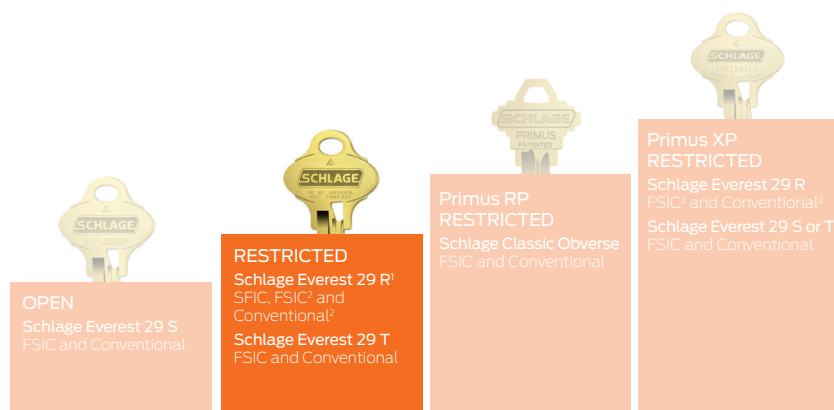 SCHLAGE
OPEN
Schlage Everest 29 S
FSIC and Conventional
SCHLAGE
DO NOT DUPLICATE
RESTRICTED
Schlage Everest 29 R¹
SFIC, FSIC² and
Conventional²
Schlage Everest 29 T
FSIC and Conventional
SCHLAGE
PRIMUS
PATENTED
Primus RP
RESTRICTED
Schlage Classic Obverse
FSIC and Conventional
SCHLAGE
PRIMUS
Primus XP
RESTRICTED
Schlage Everest 29 R
FSIC² and Conventional²
Schlage Everest 29 S or T
FSIC and Conventional